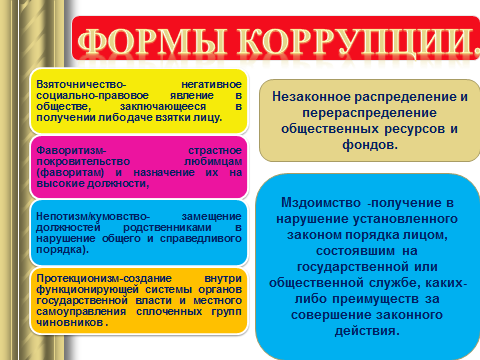 ФОРМЫ КОРРУПЦИИ.
Взяточничество- негативное
социально-правовое явление в
обществе, заключающееся в
получении либо даче взятки лицу.
Фаворитизм- страстное
покровительство любимцам
(фаворитам) и назначение их на
высокие должности,
Непотизм/кумовство- замещение
должностей родственниками в
нарушение общего и справедливого
порядка).
Протекционизм-создание внутри
функционирующей системы органов
государственной власти и местного
самоуправления сплоченных групп
чиновников .
Незаконное распределение и
перераспределение
общественных ресурсов и
фондов.
Мздоимство -получение в
нарушение установленного
законом порядка лицом,
состоявшим на
государственной или
общественной службе, каких-
либо преимуществ за
совершение законного
действия.